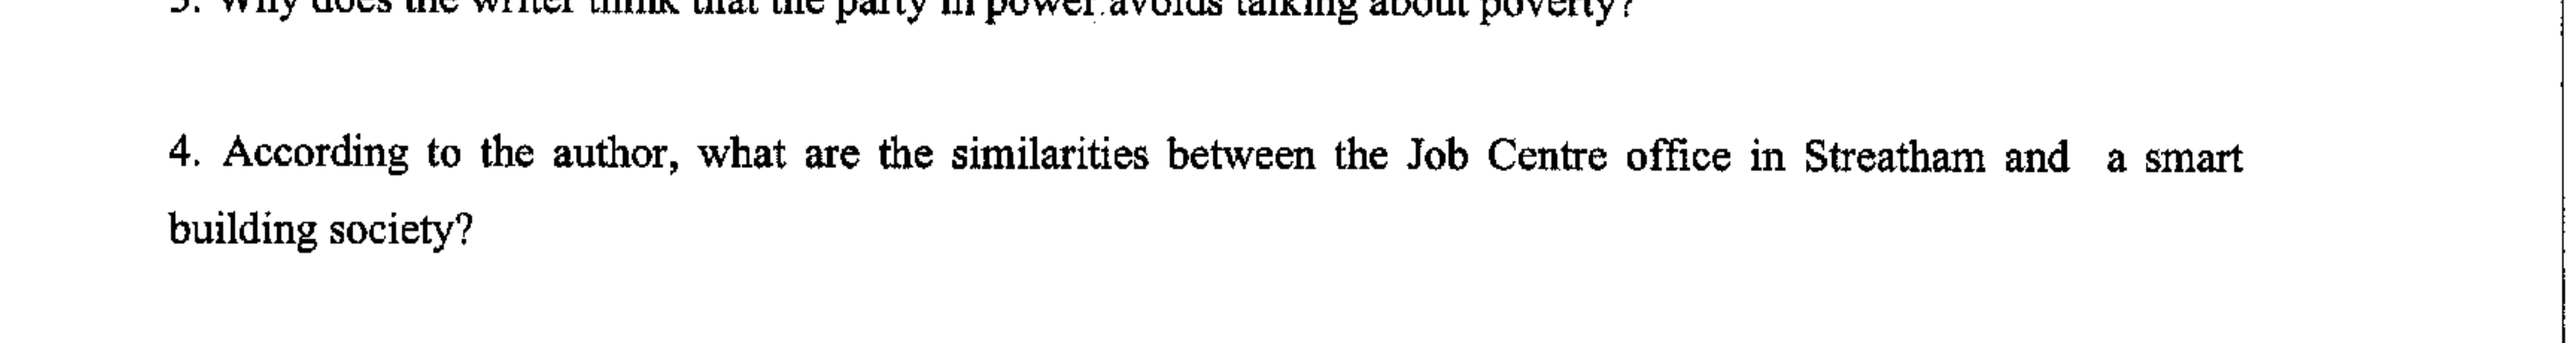 3. Why does the writer think that the party in power avoids talking about poverty?
4. According to the author, what are the similarities between the Job Centre office in Streatham and a smart
building society?